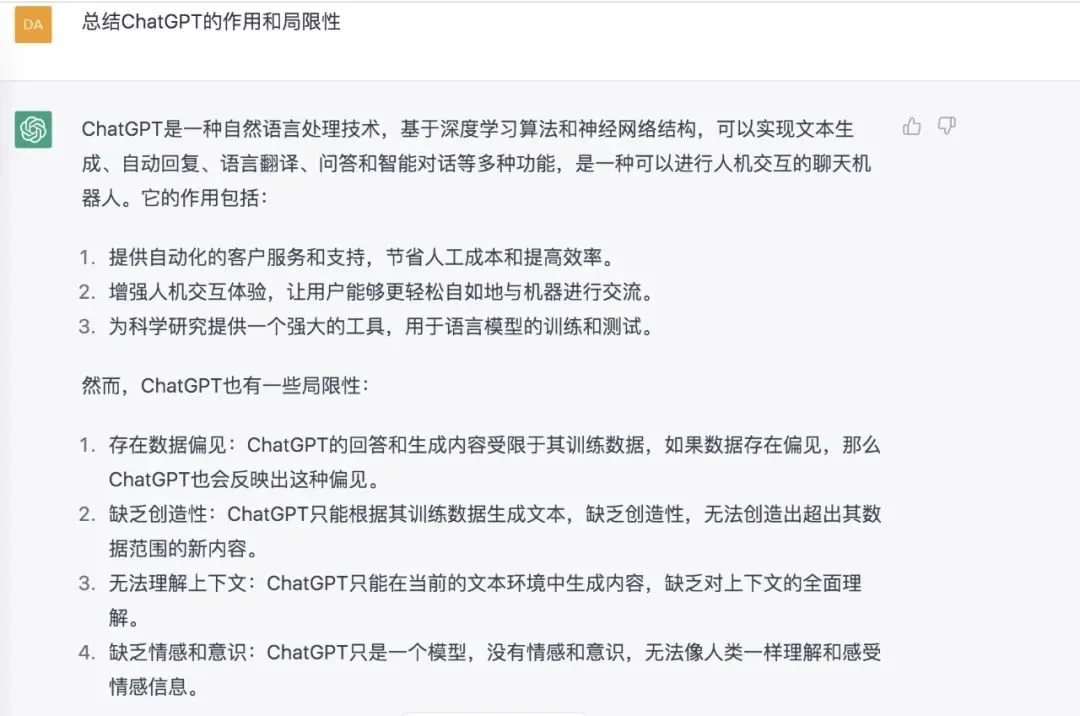 DA
总结ChatGPT的作用和局限性
ChatGPT是一种自然语言处理技术，基于深度学习算法和神经网络结构，可以实现文本生
成、自动回复、语言翻译、问答和智能对话等多种功能，是一种可以进行人机交互的聊天机
器人。它的作用包括：
1. 提供自动化的客户服务和支持，节省人工成本和提高效率。
2. 增强人机交互体验，让用户能够更轻松自如地与机器进行交流。
3. 为科学研究提供一个强大的工具，用于语言模型的训练和测试。
然而，ChatGPT也有一些局限性：
1. 存在数据偏见：ChatGPT的回答和生成内容受限于其训练数据，如果数据存在偏见，那么
ChatGPT也会反映出这种偏见。
2. 缺乏创造性：ChatGPT只能根据其训练数据生成文本，缺乏创造性，无法创造出超出其数
据范围的新内容。
3. 无法理解上下文：ChatGPT只能在当前的文本环境中生成内容，缺乏对上下文的全面理
解。
4. 缺乏情感和意识：ChatGPT只是一个模型，没有情感和意识，无法像人类一样理解和感受
情感信息。